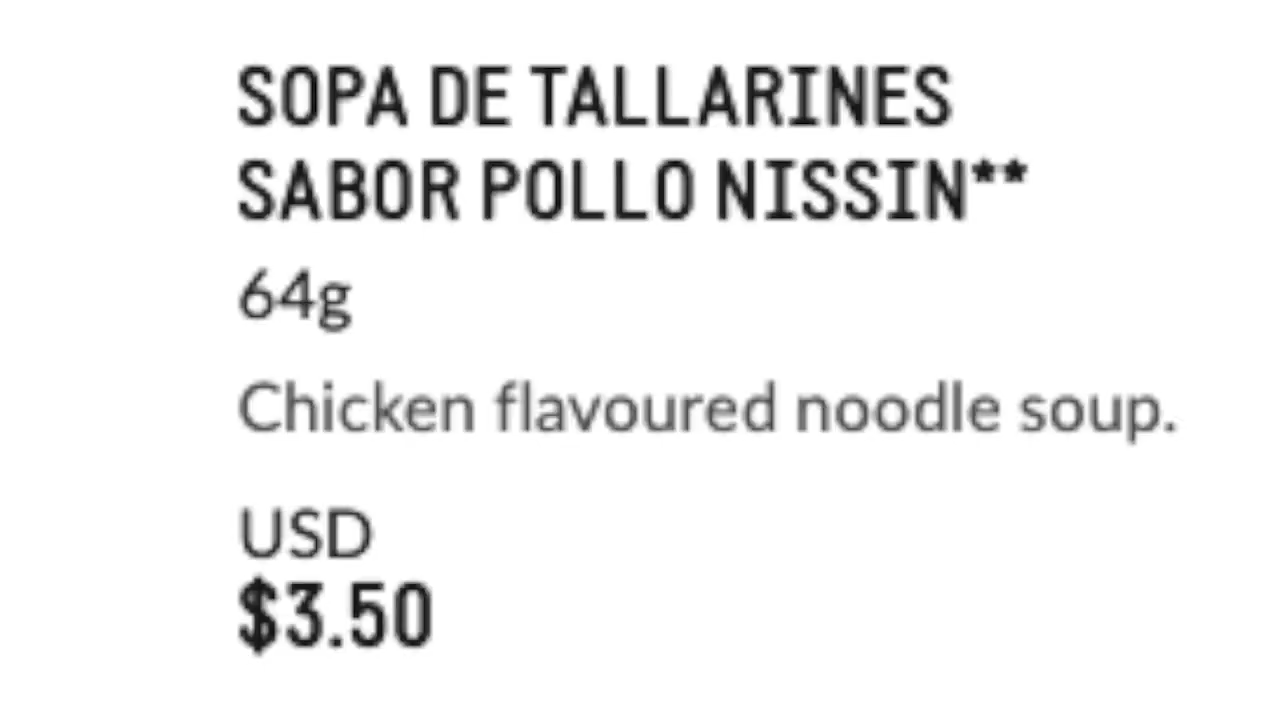 SOPA DE TALLARINES
SABOR POLLO NISSIN**
64g
Chicken flavoured noodle soup.
USD
$3.50